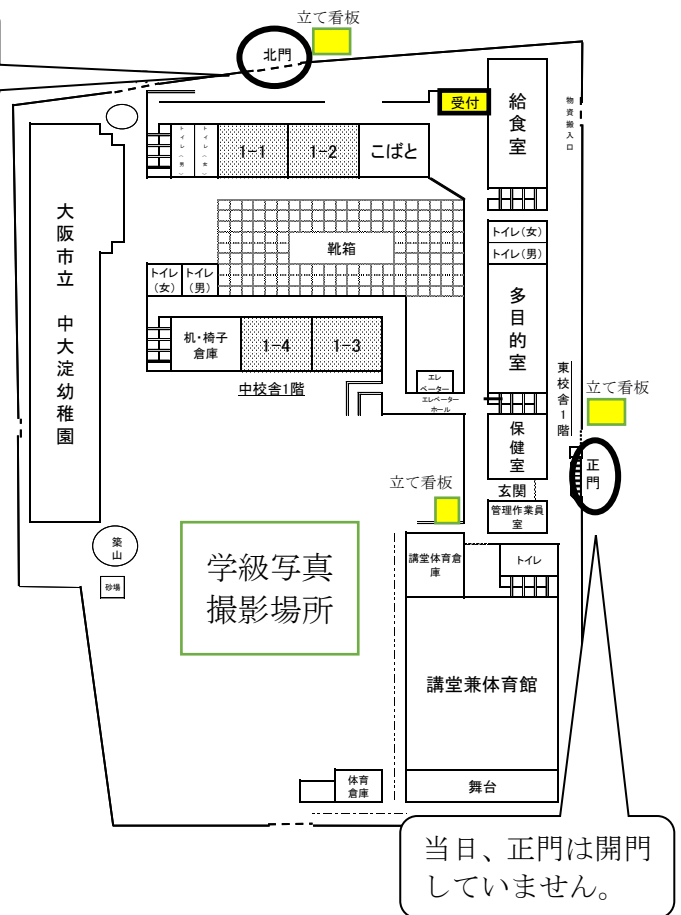 立て看板
北門
受付
給食室
物資搬入口
トイレ(男)
トイレ(女)
1-1
1-2
こばと
大阪市立 中大淀幼稚園
靴箱
トイレ(女)
トイレ(男)
トイレ
(女)
トイレ
(男)
多目的室
机・椅子
倉庫
1-4
1-3
中校舎1階
エレ
ベーター
エレベーター
ホール
東校舎1階
立て看板
保健室
正門
立て看板
玄関
管理作業員
室
築山
砂場
学級写真
撮影場所
講堂体育倉
庫
トイレ
講堂兼体育館
体育
倉庫
舞台
当日、正門は開門
していません。